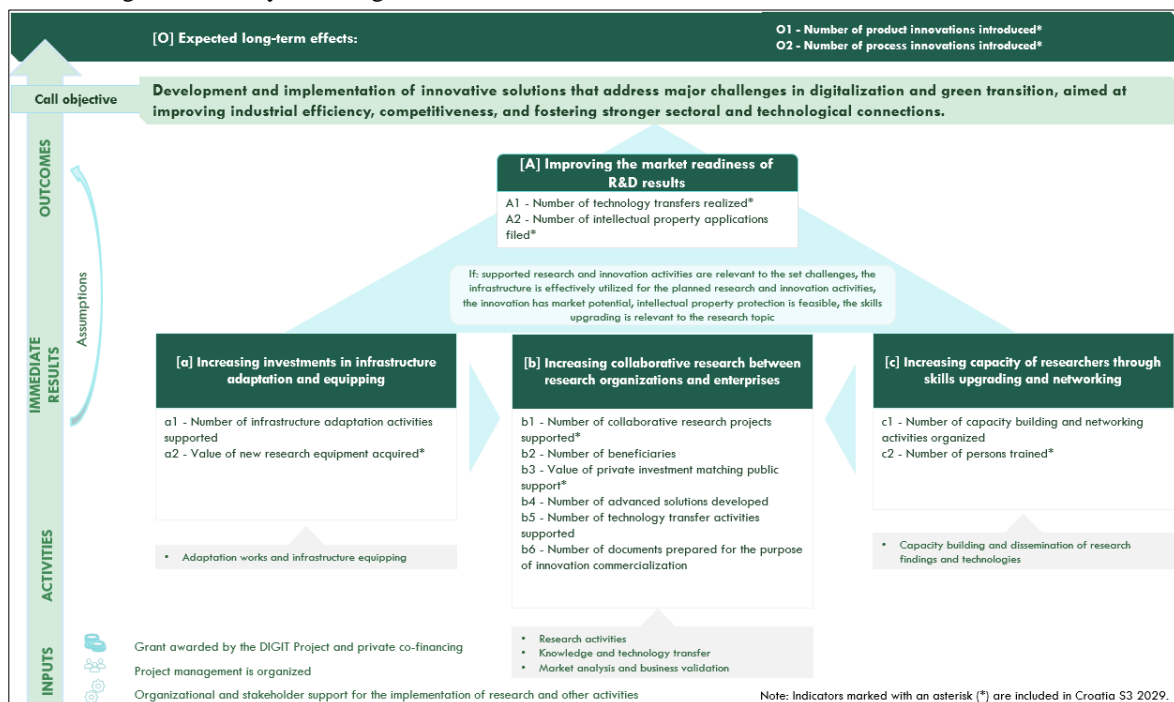 [O] Expected long-term effects:
O1 - Number of product innovations introduced*
O2 - Number of process innovations introduced*
Call objective
Development and implementation of innovative solutions that address major challenges in digitalization and green transition, aimed at
improving industrial efficiency, competitiveness, and fostering stronger sectoral and technological connections.
OUTCOMES
[A] Improving the market readiness of
R&D results
A1 - Number of technology transfers realized*
A2 - Number of intellectual property applications
filed*
Assumptions
If: supported research and innovation activities are relevant to the set challenges, the
infrastructure is effectively utilized for the planned research and innovation activities,
the innovation has market potential, intellectual property protection is feasible, the skills
upgrading is relevant to the research topic
IMMEDIATE
RESULTS
[a] Increasing investments in infrastructure
adaptation and equipping
a1 - Number of infrastructure adaptation activities
supported
a2 - Value of new research equipment acquired*
[b] Increasing collaborative research between
research organizations and enterprises
b1 - Number of collaborative research projects
supported*
b2 - Number of beneficiaries
b3 - Value of private investment matching public
support*
b4 - Number of advanced solutions developed
b5 - Number of technology transfer activities
supported
b6 - Number of documents prepared for the purpose
of innovation commercialization
[c] Increasing capacity of researchers through
skills upgrading and networking
c1 - Number of capacity building and networking
activities organized
c2 - Number of persons trained*
ACTIVITIES
• Adaptation works and infrastructure equipping
• Research activities
• Knowledge and technology transfer
• Market analysis and business validation
• Capacity building and dissemination of research
findings and technologies
INPUTS
Grant awarded by the DIGIT Project and private co-financing
Project management is organized
Organizational and stakeholder support for the implementation of research and other activities
Note: Indicators marked with an asterisk (*) are included in Croatia S3 2029.